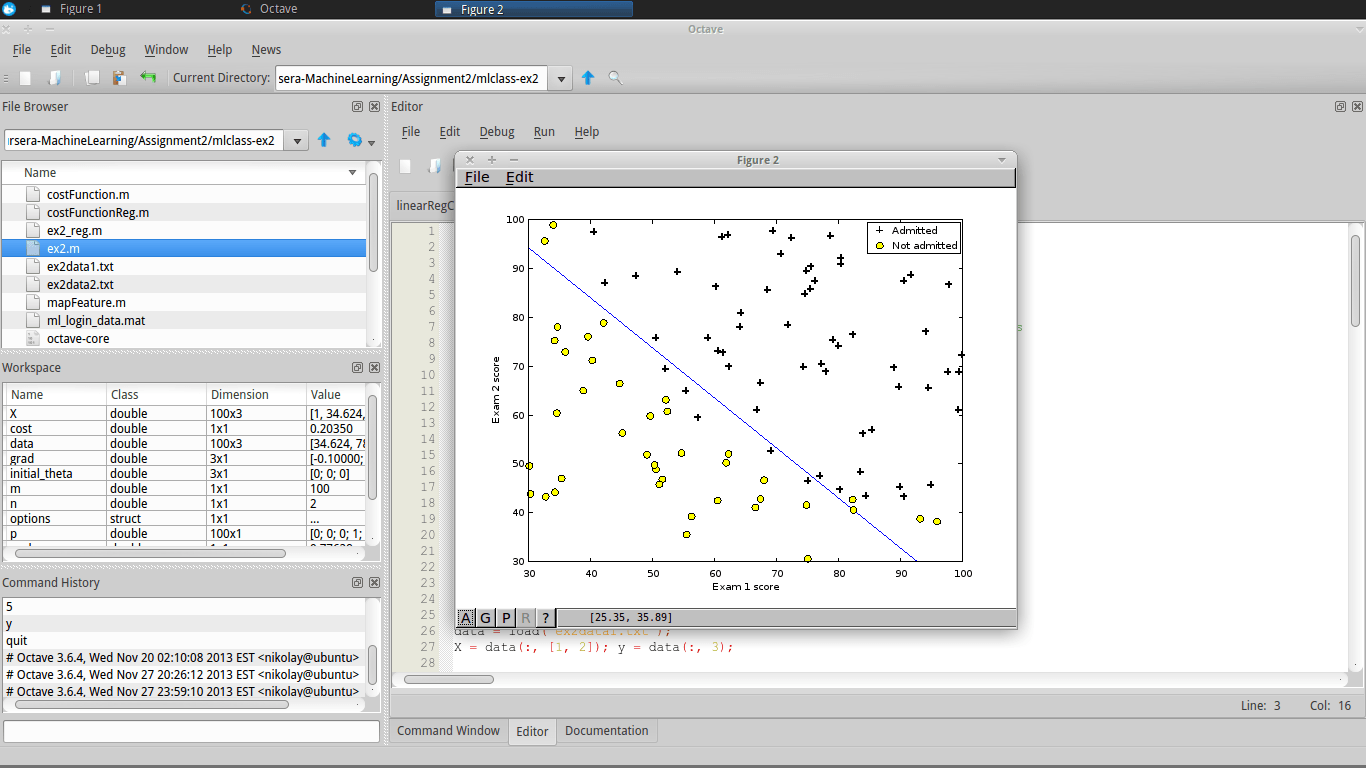 Figure 1
Octave
Figure 2
Octave
File Edit Debug Window Help News
Current Directory: sera-MachineLearning/Assignment2/mlclass-ex2
File Browser
ırsera-MachineLearning/Assignment2/mlclass-ex2
Name
costFunction.m
costFunctionReg.m
ex2_reg.m
ex2.m
ex2data1.txt
ex2data2.txt
mapFeature.m
ml_login_data.mat
octave-core
Workspace
Name Class Dimension Value
X double 100x3 [1, 34.624,
cost double 1x1 0.20350
data double 100x3 [34.624, 78
grad double 3x1 [-0.10000;
initial_theta double 3x1 [0; 0; 0]
m double 1x1 100
n double 1x1 2
options struct 1x1 ...
p double 100x1 [0; 0; 0; 1;
Command History
5
y
quit
# Octave 3.6.4, Wed Nov 20 02:10:08 2013 EST <nikolay@ubuntu>
# Octave 3.6.4, Wed Nov 27 20:26:12 2013 EST <nikolay@ubuntu>
# Octave 3.6.4, Wed Nov 27 23:59:10 2013 EST <nikolay@ubuntu>
Editor
File Edit Debug Run Help
linearRegC
1
2
3
4
5
6
7
8
9
10
11
12
13
14
15
16
17
18
19
20
21
22
23
24
25
26 data = load('ex2data1.txt');
27 X = data(:, [1, 2]); y = data(:, 3);
28
Figure 2
File Edit
Admitted
Not admitted
100
90
80
70
60
50
40
30
Exam 2 score
30 40 50 60 70 80 90 100
Exam 1 score
A G P R ? [25.35, 35.89]
Line: 3 Col: 16
Command Window Editor Documentation